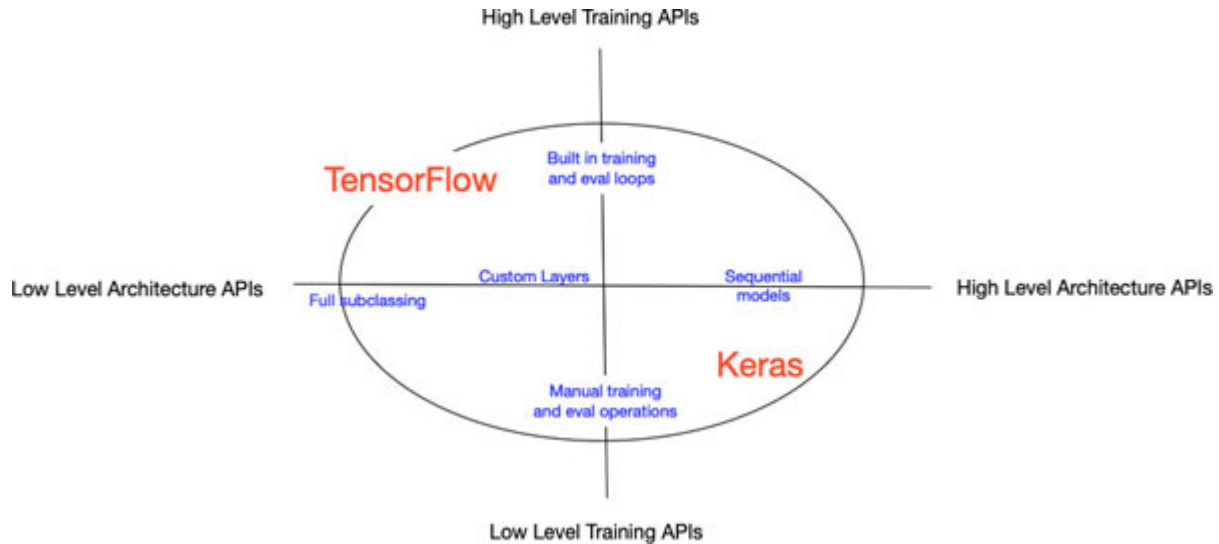 High Level Training APIs
Built in training
and eval loops
TensorFlow
Custom Layers
Sequential
models
Low Level Architecture APIs
Full subclassing
High Level Architecture APIs
Keras
Manual training
and eval operations
Low Level Training APIs